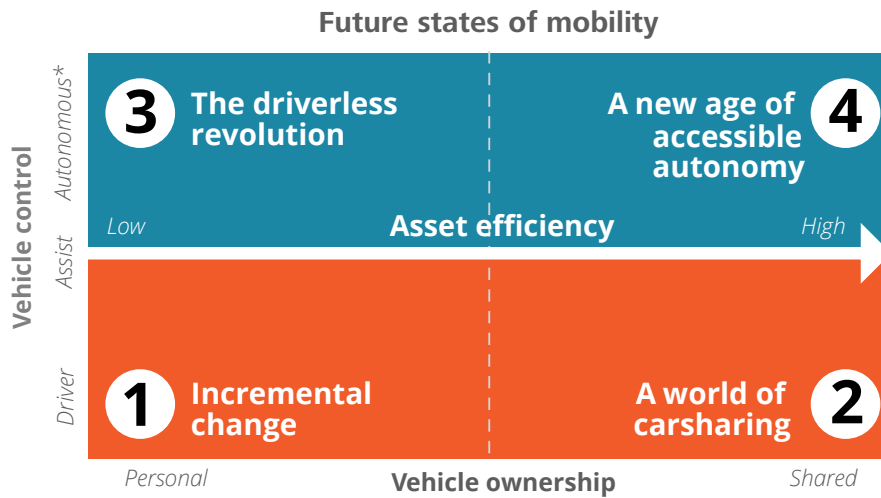 Future states of mobility
Vehicle control
Autonomous*
Assist
Driver
3
The driverless
revolution
A new age of
accessible
autonomy
4
Low
Asset efficiency
High
1
Incremental
change
A world of
carsharing
2
Personal
Vehicle ownership
Shared